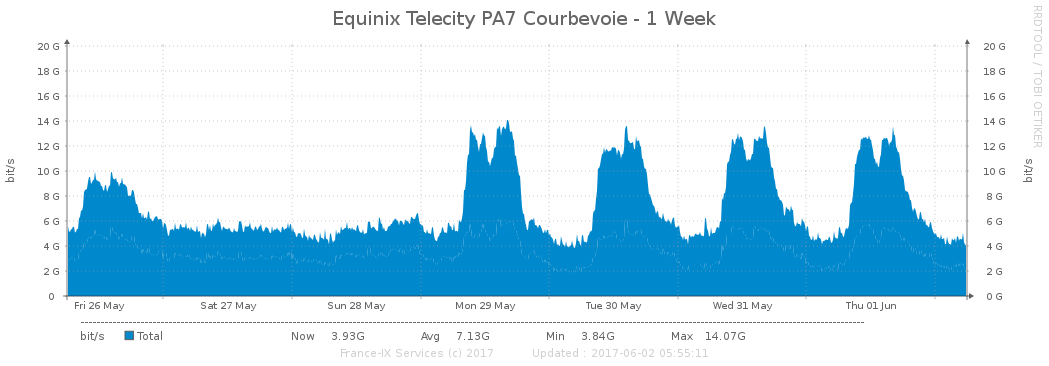 Equinix Telecity PA7 Courbevoie - 1 Week
RRDTOOL / TOBI OETIKER
bit/s
20 G 20 G
18 G 18 G
16 G 16 G
14 G 14 G
12 G 12 G
10 G 10 G
8 G 8 G
6 G 6 G
4 G 4 G
2 G 2 G
0 0 G
bit/s
Fri 26 May Sat 27 May Sun 28 May Mon 29 May Tue 30 May Wed 31 May Thu 01 Jun
bit/s Total Now 3.93G Avg 7.13G Min 3.84G Max 14.07G
France-IX Services (c) 2017 Updated : 2017-06-02 05:55:11